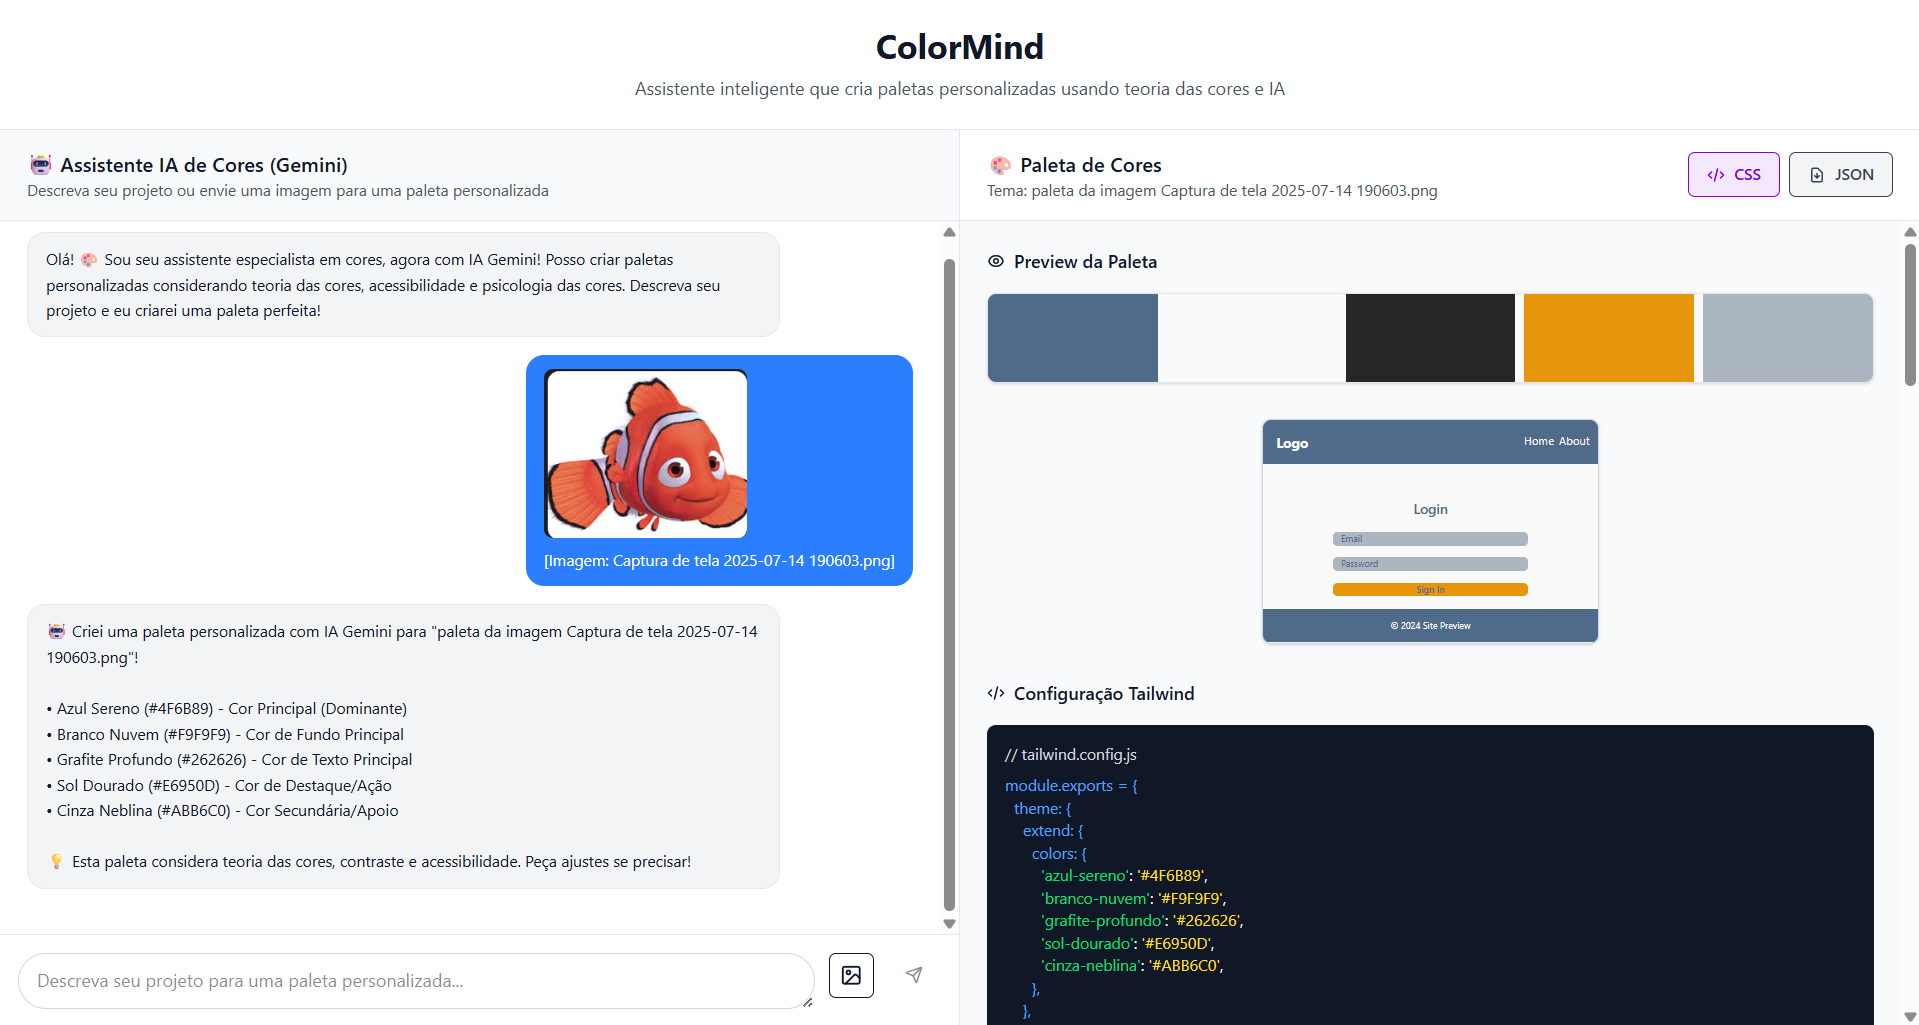 ColorMind
Assistente inteligente que cria paletas personalizadas usando teoria das cores e IA
Assistente IA de Cores (Gemini)
Descreva seu projeto ou envie uma imagem para uma paleta personalizada
Olá! 🎨 Sou seu assistente especialista em cores, agora com IA Gemini! Posso criar paletas
personalizadas considerando teoria das cores, acessibilidade e psicologia das cores. Descreva seu
projeto e eu criarei uma paleta perfeita!
[Imagem: Captura de tela 2025-07-14 190603.png]
🤖 Criei uma paleta personalizada com IA Gemini para "paleta da imagem Captura de tela 2025-07-14
190603.png"!
• Azul Sereno (#4F6B89) - Cor Principal (Dominante)
• Branco Nuvem (#F9F9F9) - Cor de Fundo Principal
• Grafite Profundo (#262626) - Cor de Texto Principal
• Sol Dourado (#E6950D) - Cor de Destaque/Ação
• Cinza Neblina (#ABB6C0) - Cor Secundária/Apoio
💡 Esta paleta considera teoria das cores, contraste e acessibilidade. Peça ajustes se precisar!
Descreva seu projeto para uma paleta personalizada...
Paleta de Cores
Tema: paleta da imagem Captura de tela 2025-07-14 190603.png
</> CSS
JSON
Preview da Paleta
Logo
Home About
Login
Email
Password
Sign In
© 2024 Site Preview
</> Configuração Tailwind
// tailwind.config.js
module.exports = {
theme: {
extend: {
colors: {
'azul-sereno': '#4F6B89',
'branco-nuvem': '#F9F9F9',
'grafite-profundo': '#262626',
'sol-dourado': '#E6950D',
'cinza-neblina': '#ABB6C0',
},
},